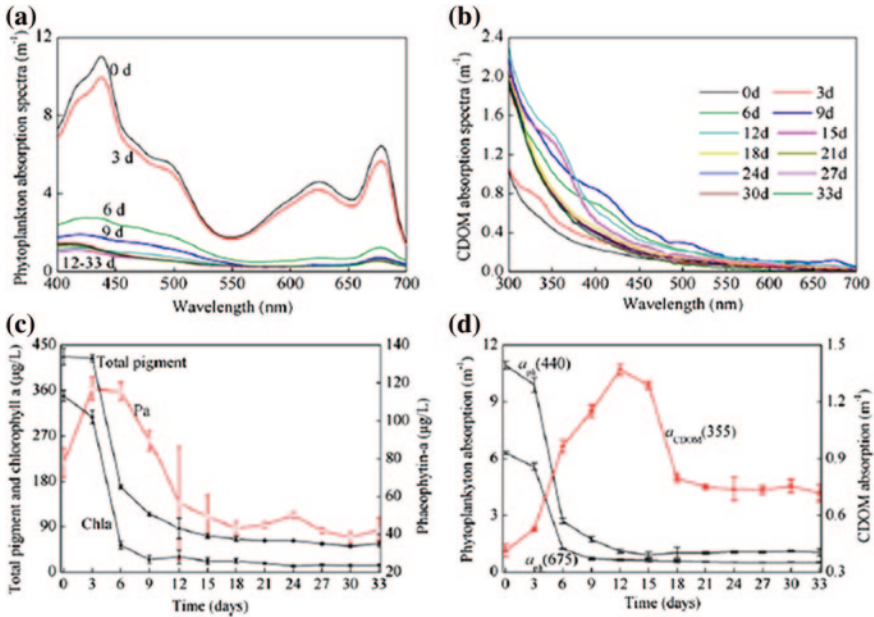 (a)
Phytoplankton absorption spectra (m⁻¹)
12
8
4
0
400 450 500 550 600 650 700
Wavelength (nm)
0 d
3 d
6 d
9 d
12-33 d
(b)
CDOM absorption spectra (m⁻¹)
2.4
2.0
1.6
1.2
0.8
0.4
0.0
300 400 500 600 700
Wavelength (nm)
0d 3d
6d 9d
12d 15d
18d 21d
24d 27d
30d 33d
(c)
Total pigment and chlorophyll a (µg/L)
450
360
270
180
90
0
0 3 6 9 12 15 18 21 24 27 30 33
Time (days)
Phaeophytin-a (µg/L)
140
120
100
80
60
40
20
Total pigment
Pa
Chla
(d)
Phytoplankyton absorption (m⁻¹)
12
9
6
3
0
0 3 6 9 12 15 18 21 24 27 30 33
Time (days)
CDOM absorption (m⁻¹)
1.5
1.3
1.1
0.9
0.7
0.4
0.3
aph(440)
aCDOM(355)
aph(675)